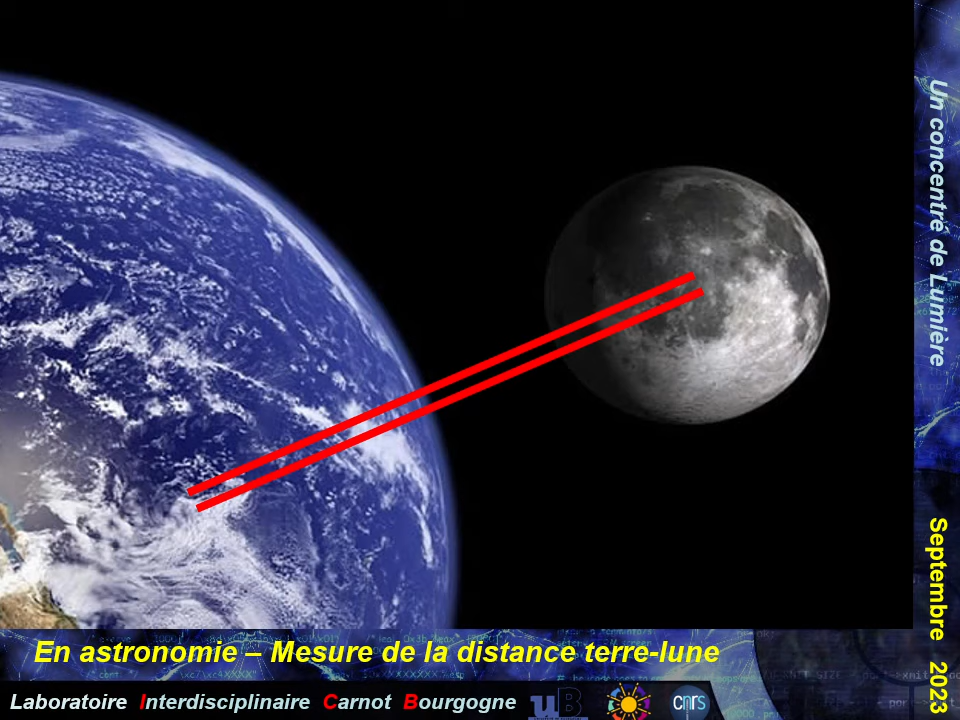 Un concentré de Lumière
Septembre 2023
En astronomie – Mesure de la distance terre-lune
Laboratoire Interdisciplinaire Carnot Bourgogne
uB
cnrs